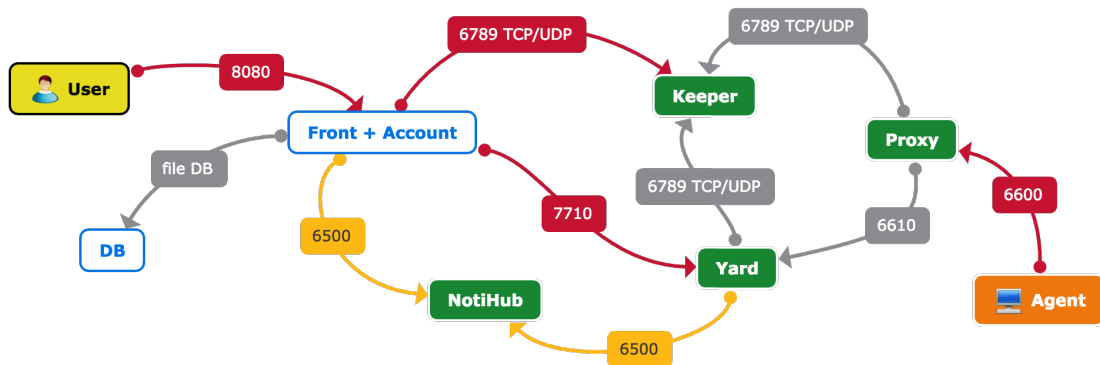 6789 TCP/UDP
6789 TCP/UDP
8080
User
Keeper
Front + Account
Proxy
file DB
6789 TCP/UDP
6600
7710
6610
6500
DB
Yard
NotiHub
Agent
6500